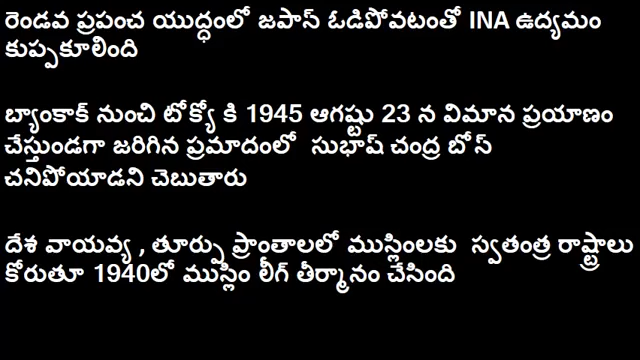 రెండవ ప్రపంచ యుద్ధంలో జపాన్ ఓడిపోవటంతో INA ఉద్యమం
కుప్పకూలింది
బ్యాంకాక్ నుంచి టోక్యో కి 1945 ఆగష్టు 23 న విమాన ప్రయాణం
చేస్తుండగా జరిగిన ప్రమాదంలో సుభాష్ చంద్ర బోస్
చనిపోయాడని చెబుతారు
దేశ వాయవ్య , తూర్పు ప్రాంతాలలో ముస్లింలకు స్వతంత్ర రాష్ట్రాలు
కోరుతూ 1940లో ముస్లిం లీగ్ తీర్మానం చేసింది